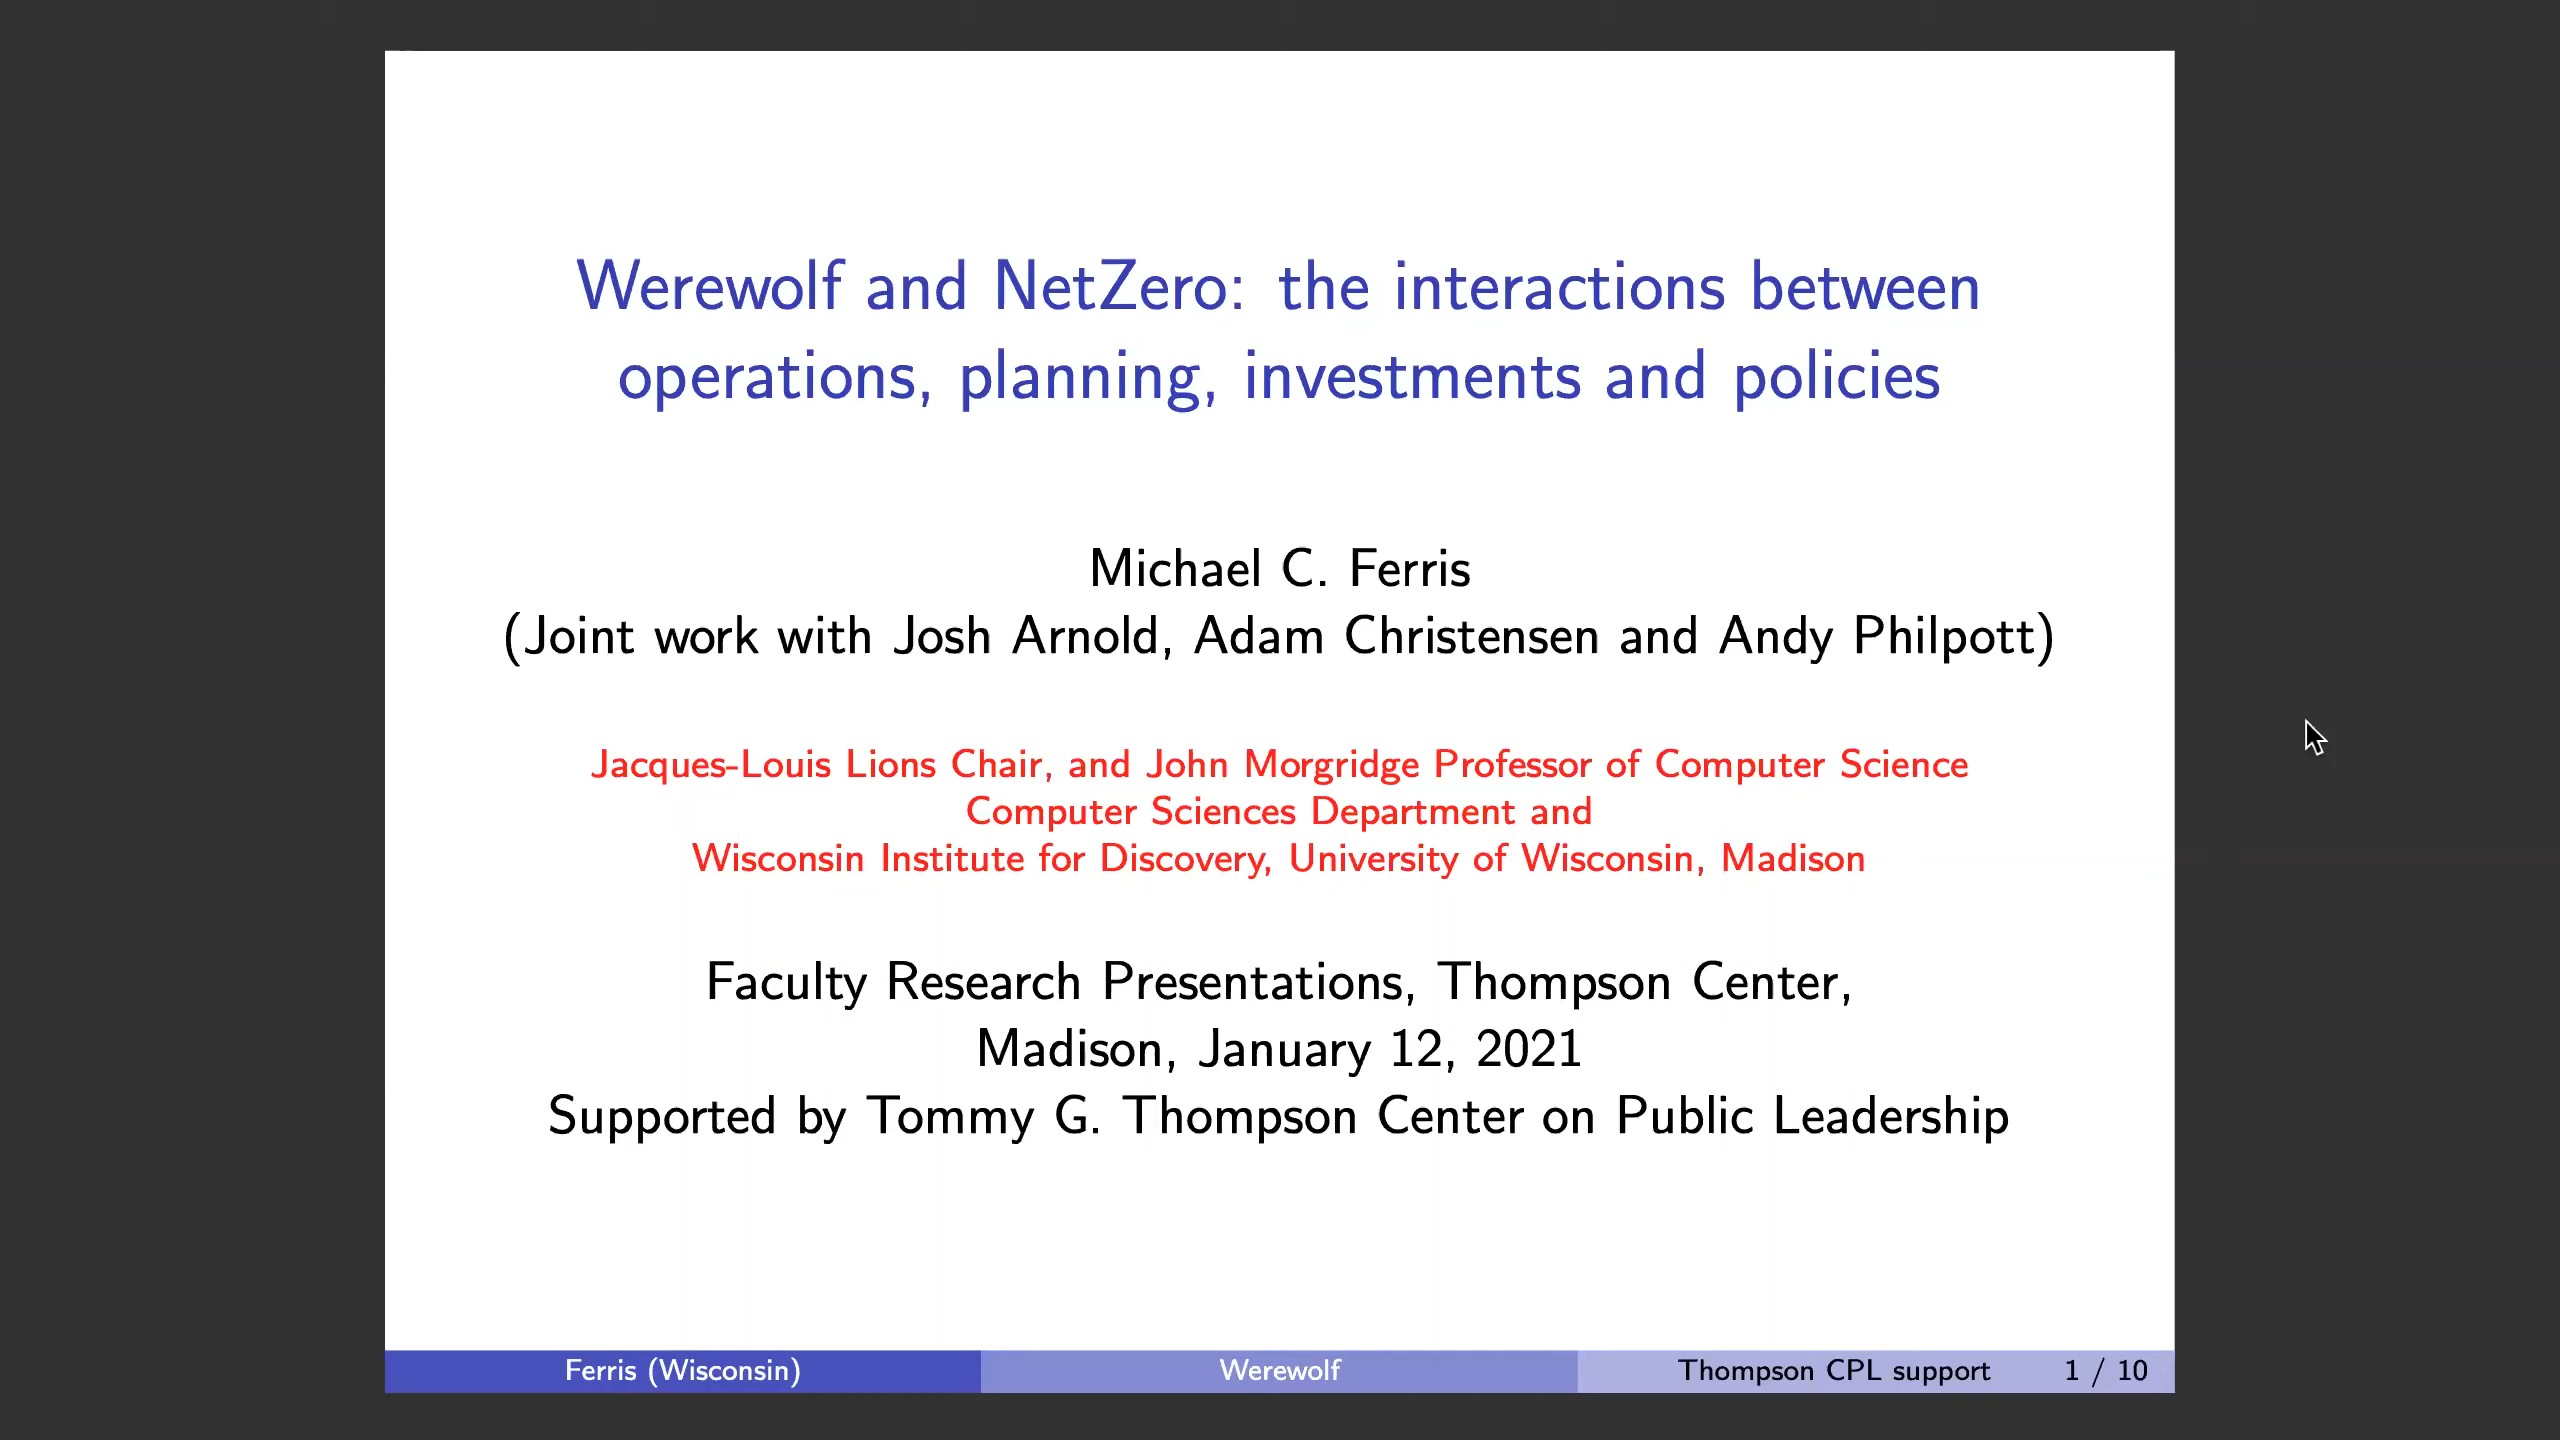 Werewolf and NetZero: the interactions between
operations, planning, investments and policies
Michael C. Ferris
(Joint work with Josh Arnold, Adam Christensen and Andy Philpott)
Jacques-Louis Lions Chair, and John Morgridge Professor of Computer Science
Computer Sciences Department and
Wisconsin Institute for Discovery, University of Wisconsin, Madison
Faculty Research Presentations, Thompson Center,
Madison, January 12, 2021
Supported by Tommy G. Thompson Center on Public Leadership
Ferris (Wisconsin) Werewolf Thompson CPL support 1 / 10